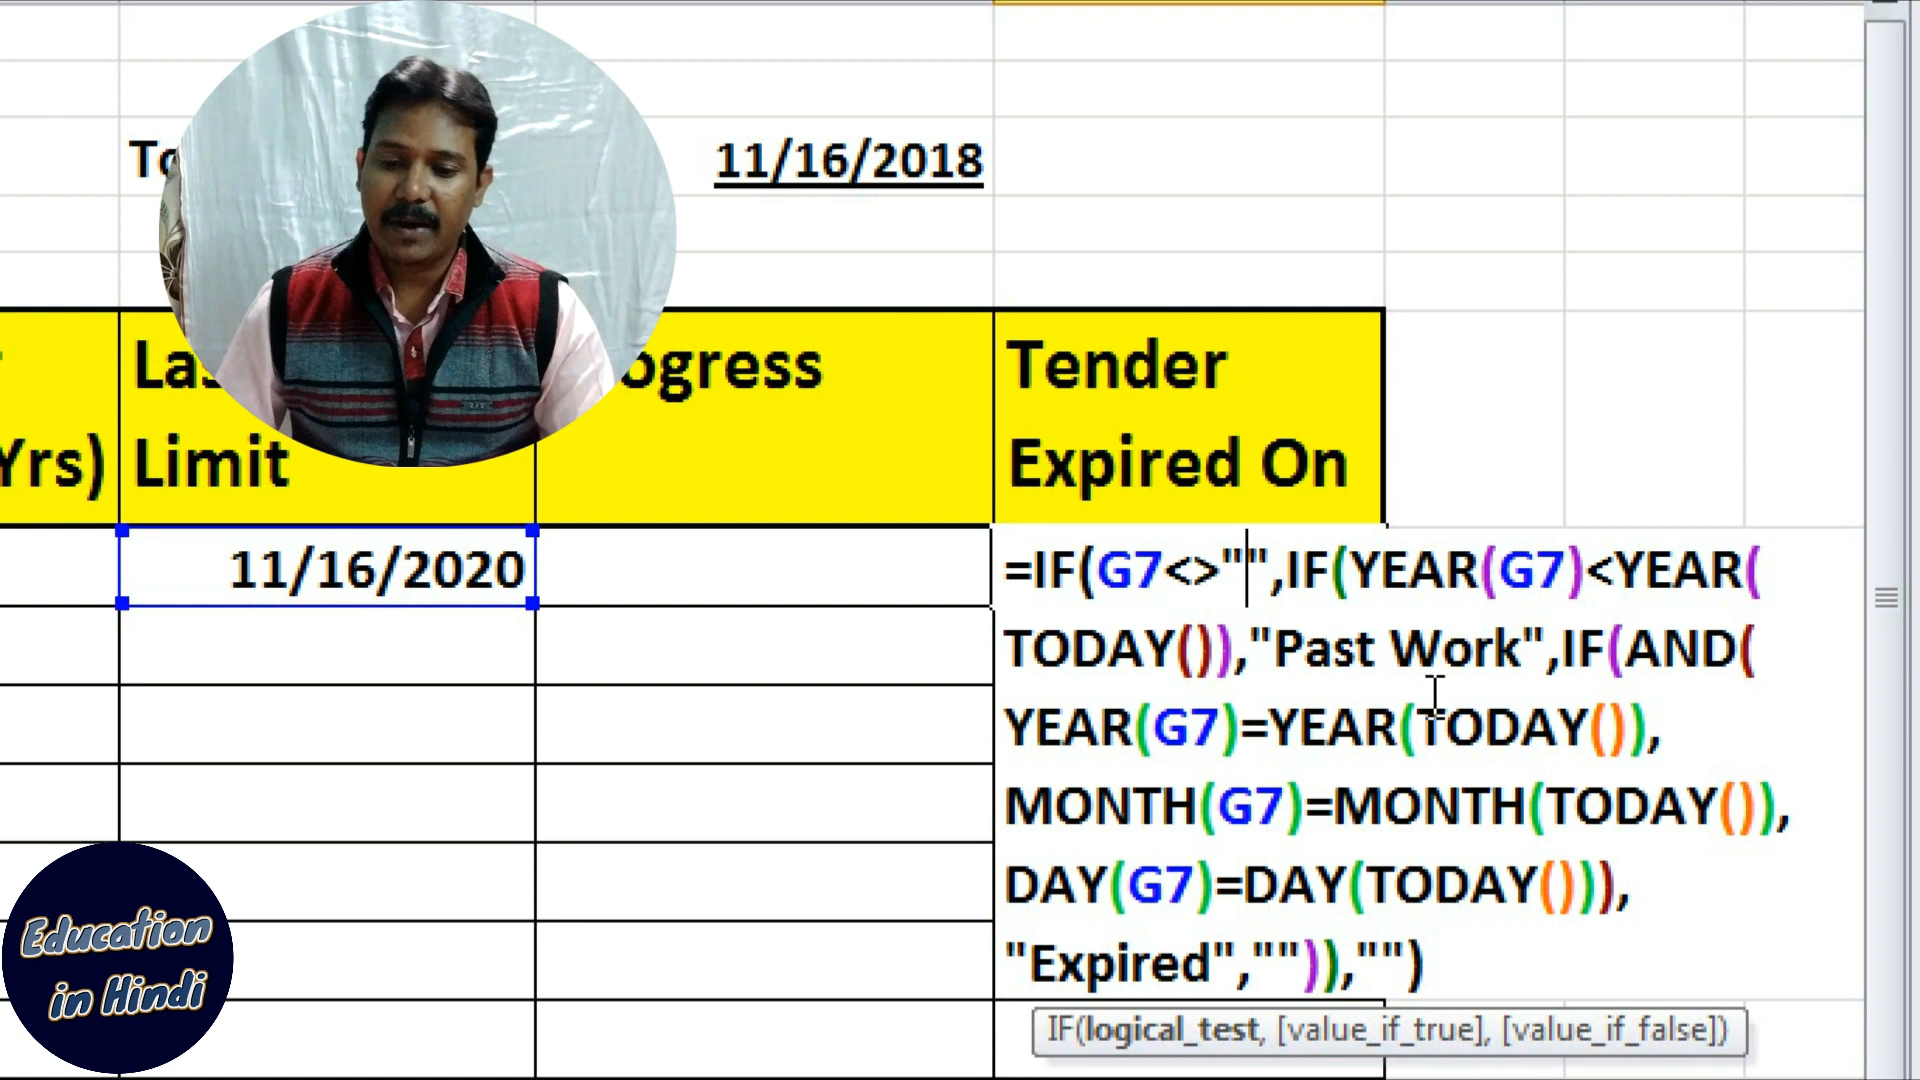 11/16/2018
Yrs)
Limit
ogress
Tender
Expired On
11/16/2020
=IF(G7<>"",IF(YEAR(G7)<YEAR(
TODAY()),"Past Work",IF(AND(
YEAR(G7)=YEAR(TODAY()),
MONTH(G7)=MONTH(TODAY()),
DAY(G7)=DAY(TODAY())),
"Expired","")),"")
IF(logical_test, [value_if_true], [value_if_false])
Education
in Hindi